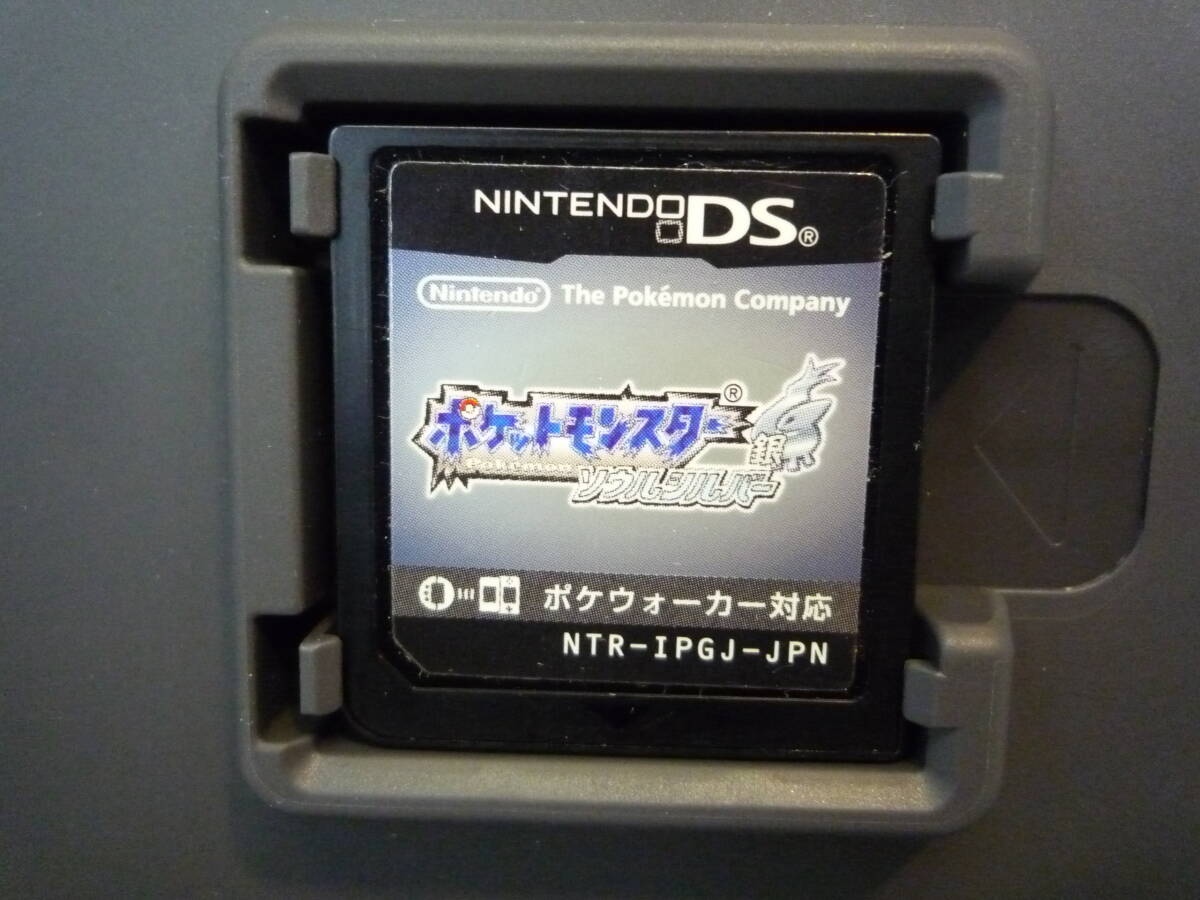 NINTENDO DS®
Nintendo® The Pokémon Company
ポケットモンスター®
Pokémon
銀
ソウルシルバー
ポケウォーカー対応
NTR-IPGJ-JPN